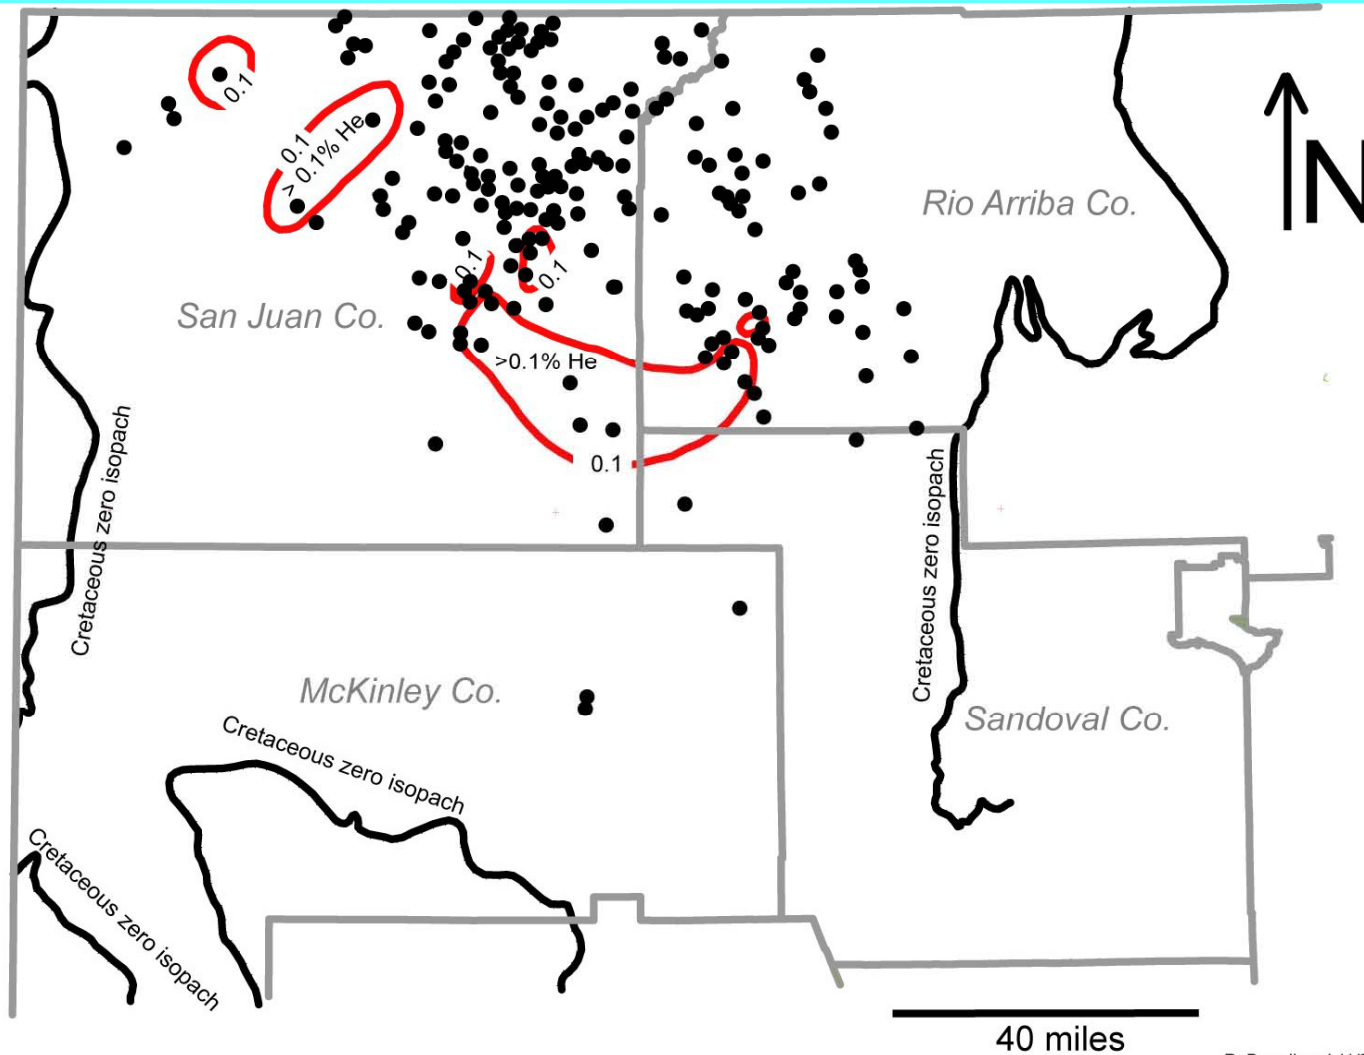 0.1
0.1
> 0.1% He
N
Rio Arriba Co.
0.1
0.1
San Juan Co.
>0.1% He
0.1
Cretaceous zero isopach
Cretaceous zero isopach
McKinley Co.
Sandoval Co.
Cretaceous zero isopach
Cretaceous zero isopach
40 miles